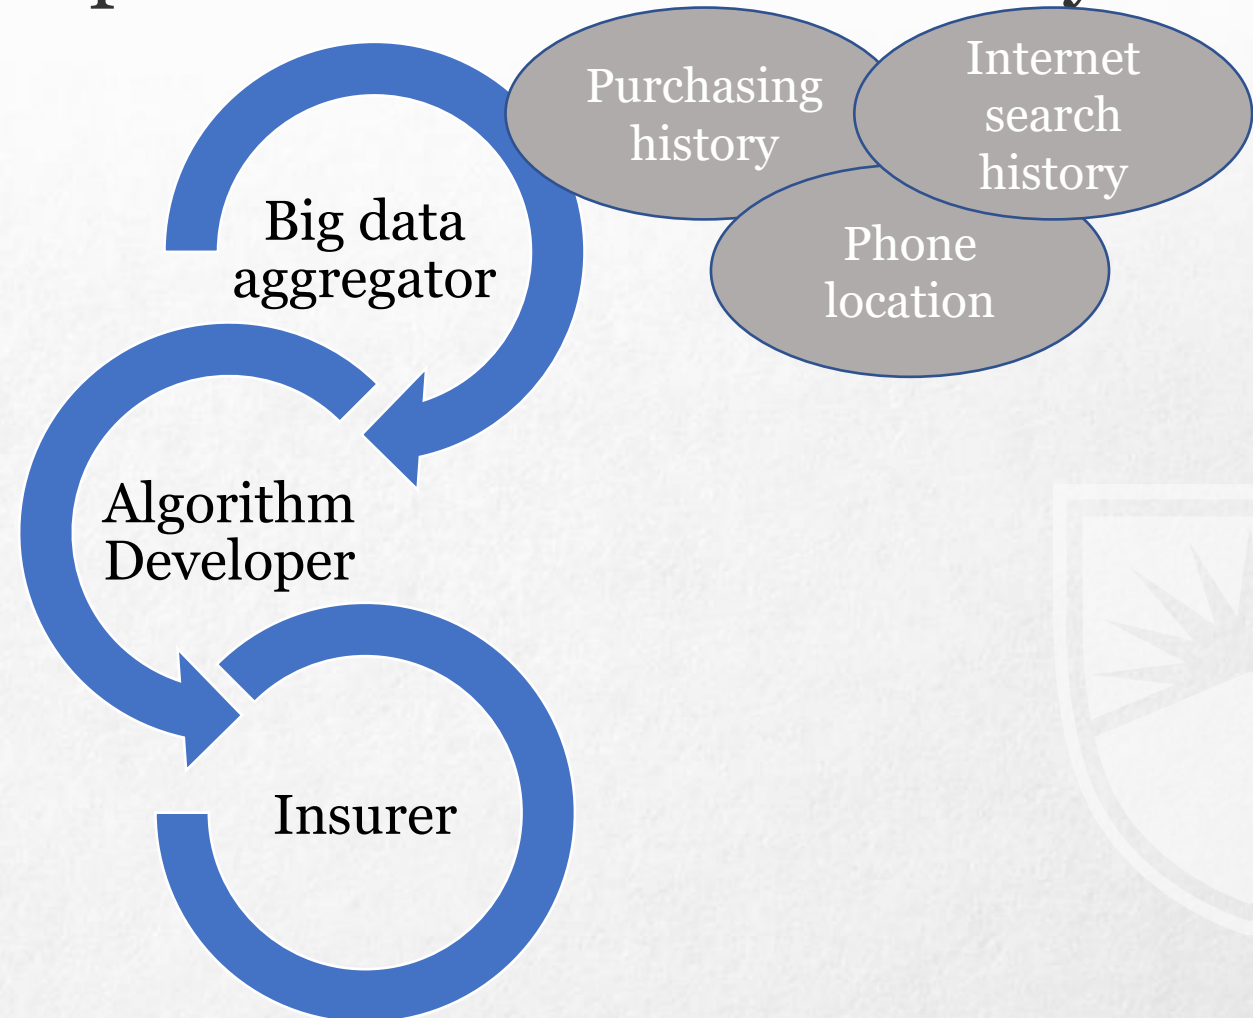 Purchasing
history
Internet
search
history
Phone
location
Big data
aggregator
Algorithm
Developer
Insurer